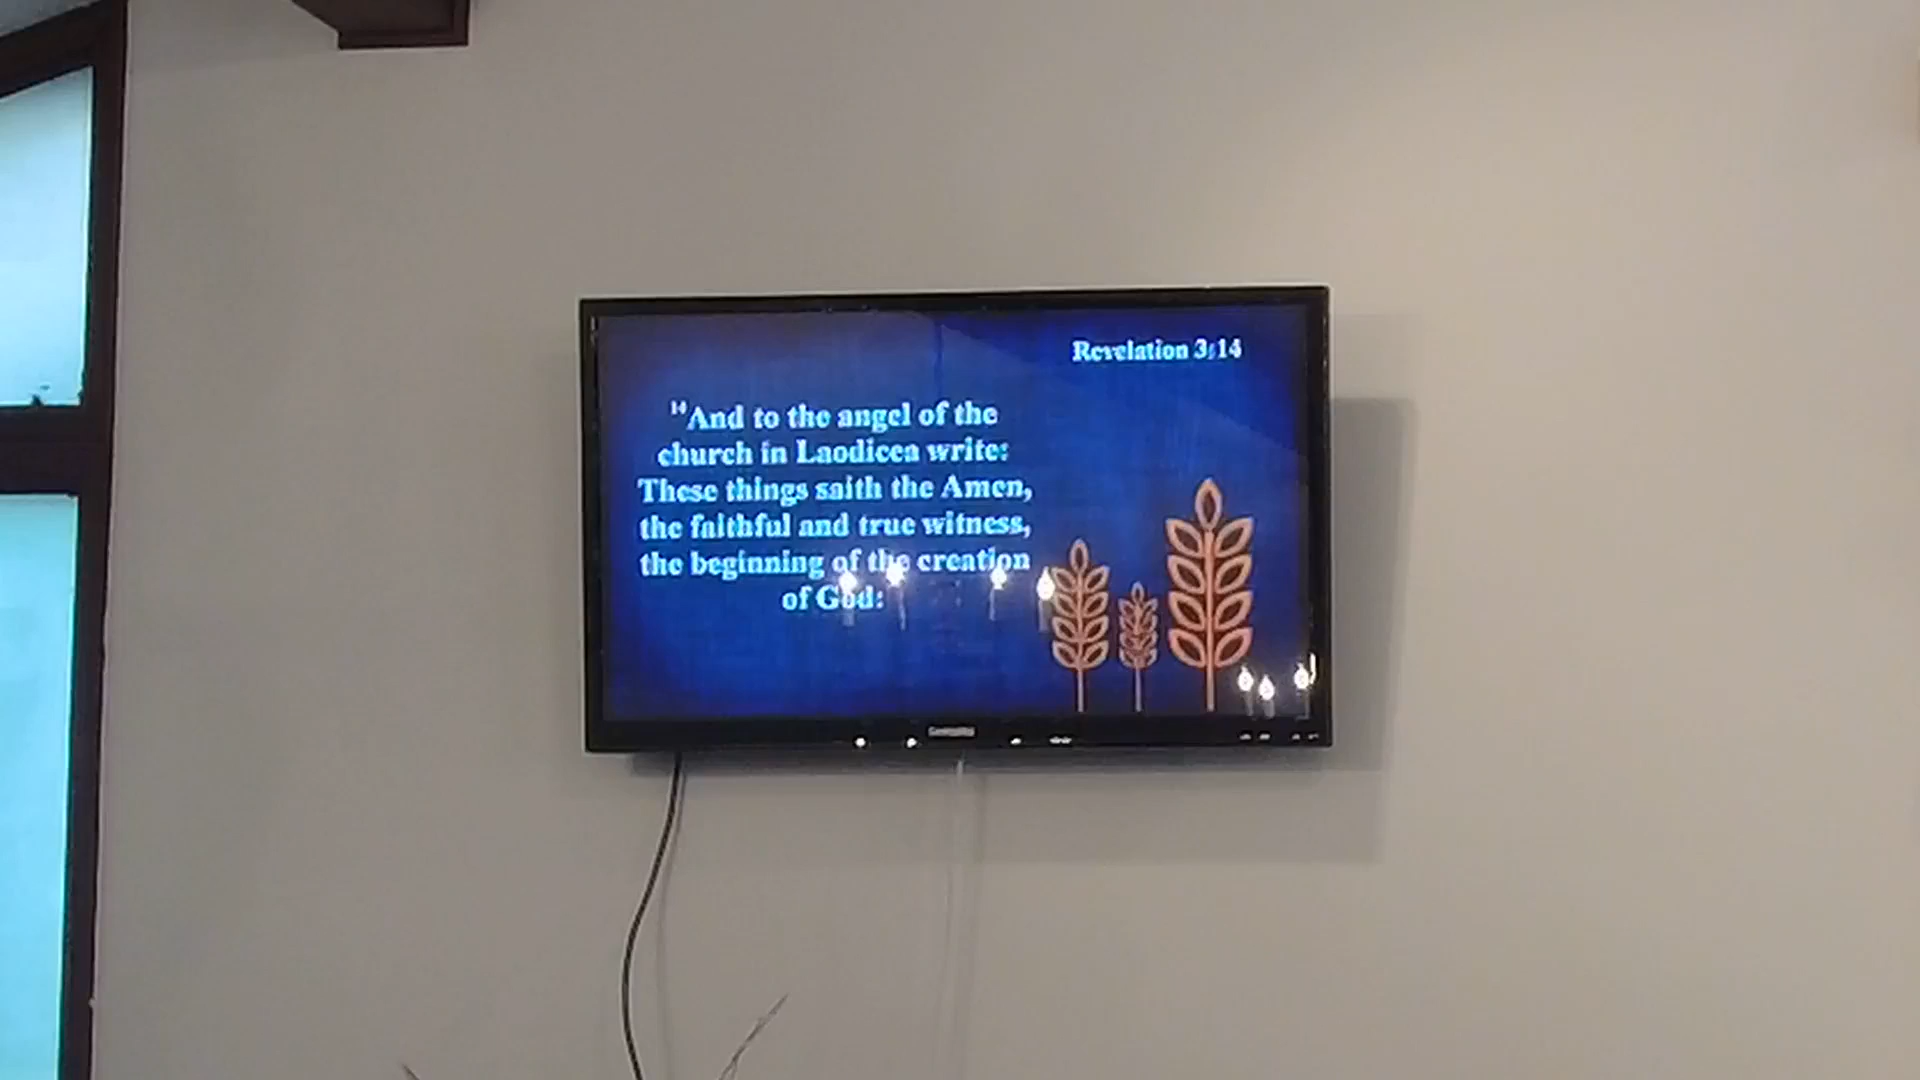 Revelation 3:14
14And to the angel of the
church in Laodicea write:
These things saith the Amen,
the faithful and true witness,
the beginning of the creation
of God: